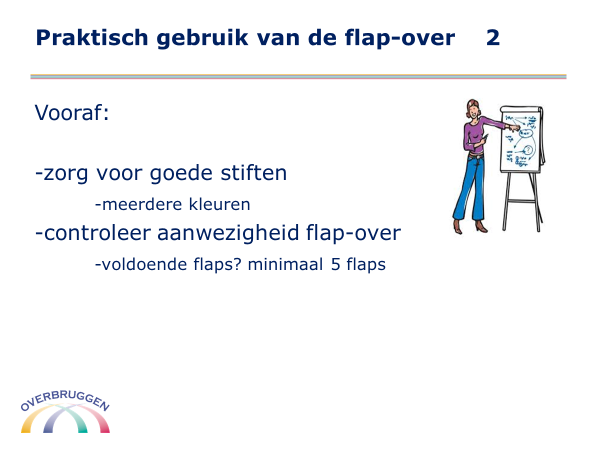 Praktisch gebruik van de flap-over 2
Vooraf:
-zorg voor goede stiften
-meerdere kleuren
-controleer aanwezigheid flap-over
-voldoende flaps? minimaal 5 flaps
OVERBRUGGEN